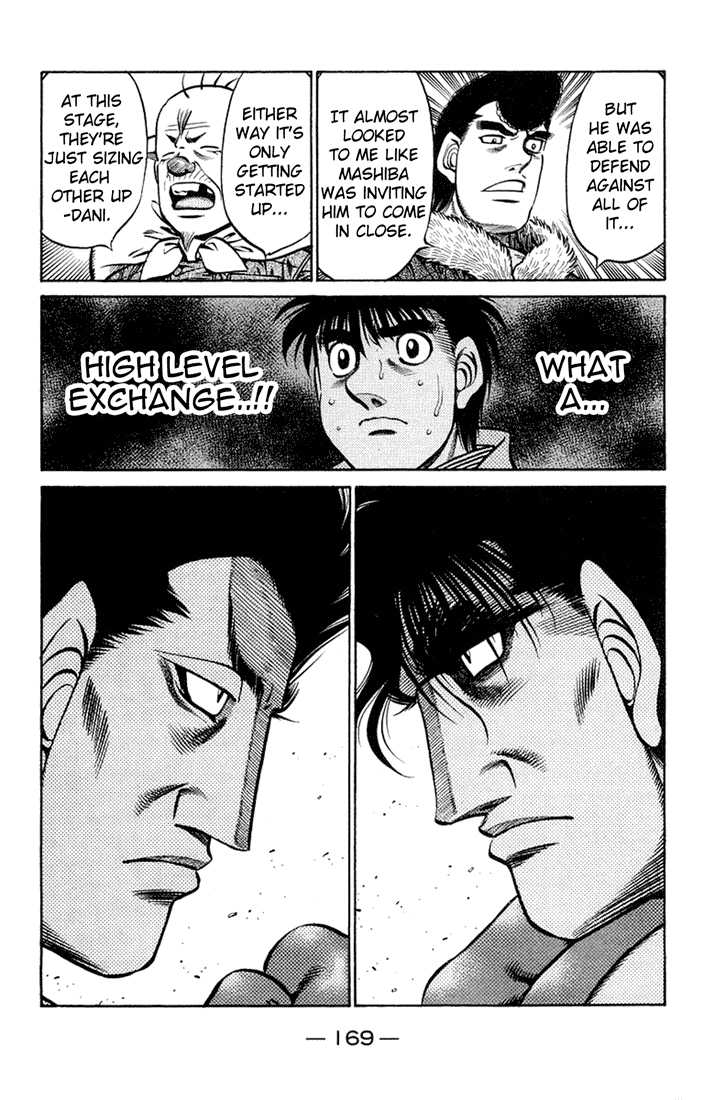 BUT
HE WAS
ABLE TO
DEFEND
AGAINST
ALL OF
IT...
IT ALMOST
LOOKED
TO ME LIKE
MASHIBA
WAS INVITING
HIM TO COME
IN CLOSE.
EITHER
WAY IT'S
ONLY
GETTING
STARTED
UP...
AT THIS
STAGE,
THEY'RE
JUST SIZING
EACH
OTHER UP
-DANI.
WHAT
A...
HIGH LEVEL
EXCHANGE..!!
— 169 —